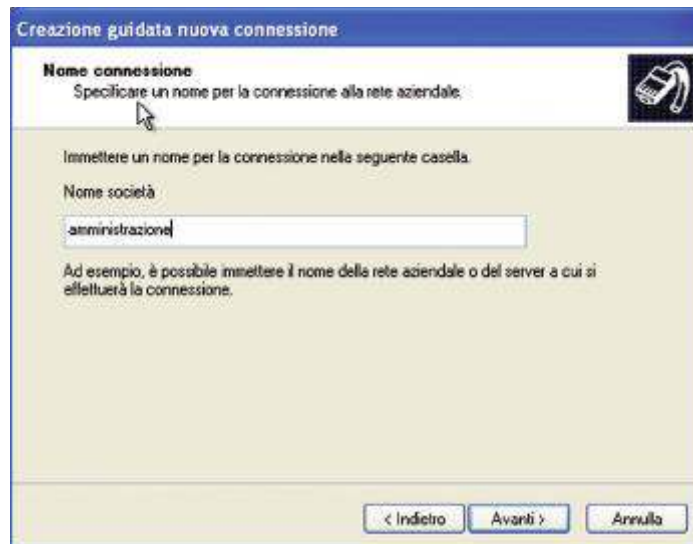 Creazione guidata nuova connessione
Nome connessione
Specificare un nome per la connessione alla rete aziendale.
Immettere un nome per la connessione nella seguente casella.
Nome società
amministrazione
Ad esempio, è possibile immettere il nome della rete aziendale o del server a cui si
effettuerà la connessione.
< Indietro
Avanti >
Annulla